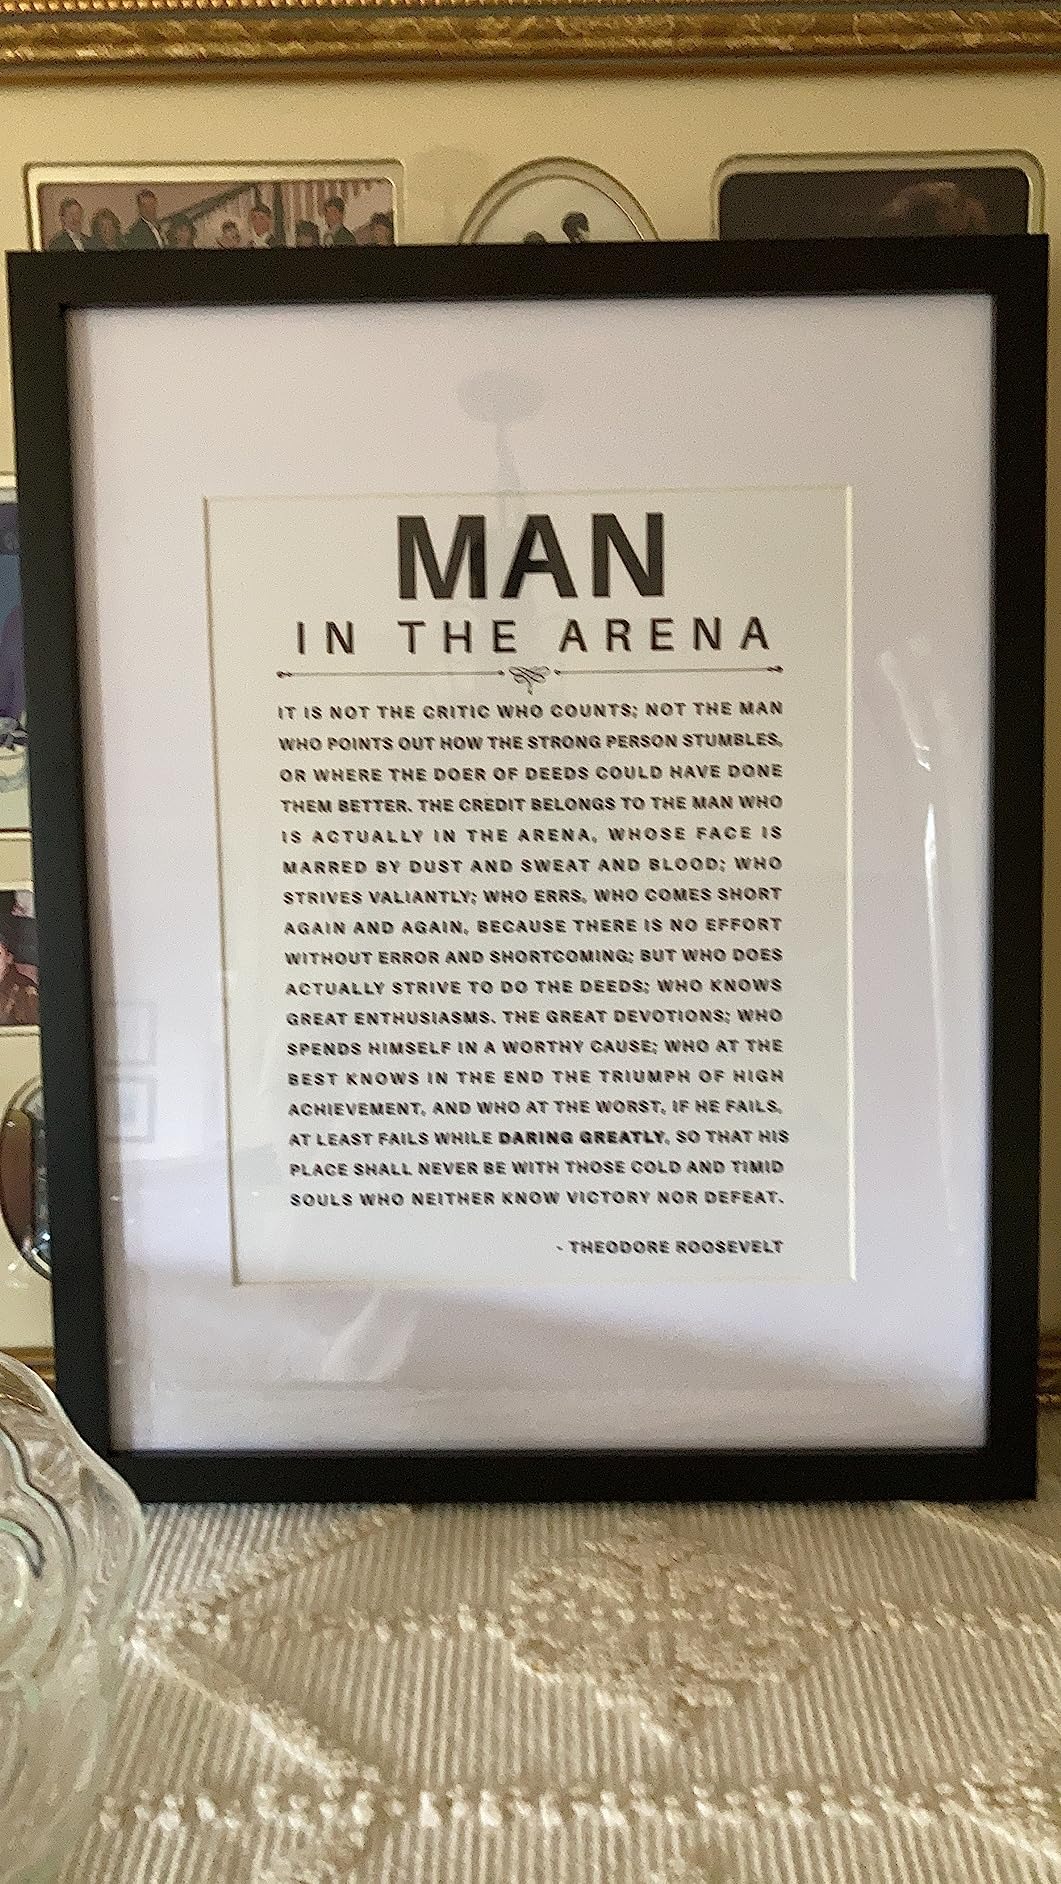 MAN
IN THE ARENA
IT IS NOT THE CRITIC WHO COUNTS; NOT THE MAN
WHO POINTS OUT HOW THE STRONG PERSON STUMBLES,
OR WHERE THE DOER OF DEEDS COULD HAVE DONE
THEM BETTER. THE CREDIT BELONGS TO THE MAN WHO
IS ACTUALLY IN THE ARENA, WHOSE FACE IS
MARRED BY DUST AND SWEAT AND BLOOD; WHO
STRIVES VALIANTLY; WHO ERRS, WHO COMES SHORT
AGAIN AND AGAIN, BECAUSE THERE IS NO EFFORT
WITHOUT ERROR AND SHORTCOMING; BUT WHO DOES
ACTUALLY STRIVE TO DO THE DEEDS; WHO KNOWS
GREAT ENTHUSIASMS. THE GREAT DEVOTIONS; WHO
SPENDS HIMSELF IN A WORTHY CAUSE; WHO AT THE
BEST KNOWS IN THE END THE TRIUMPH OF HIGH
ACHIEVEMENT, AND WHO AT THE WORST, IF HE FAILS,
AT LEAST FAILS WHILE DARING GREATLY, SO THAT HIS
PLACE SHALL NEVER BE WITH THOSE COLD AND TIMID
SOULS WHO NEITHER KNOW VICTORY NOR DEFEAT.
- THEODORE ROOSEVELT